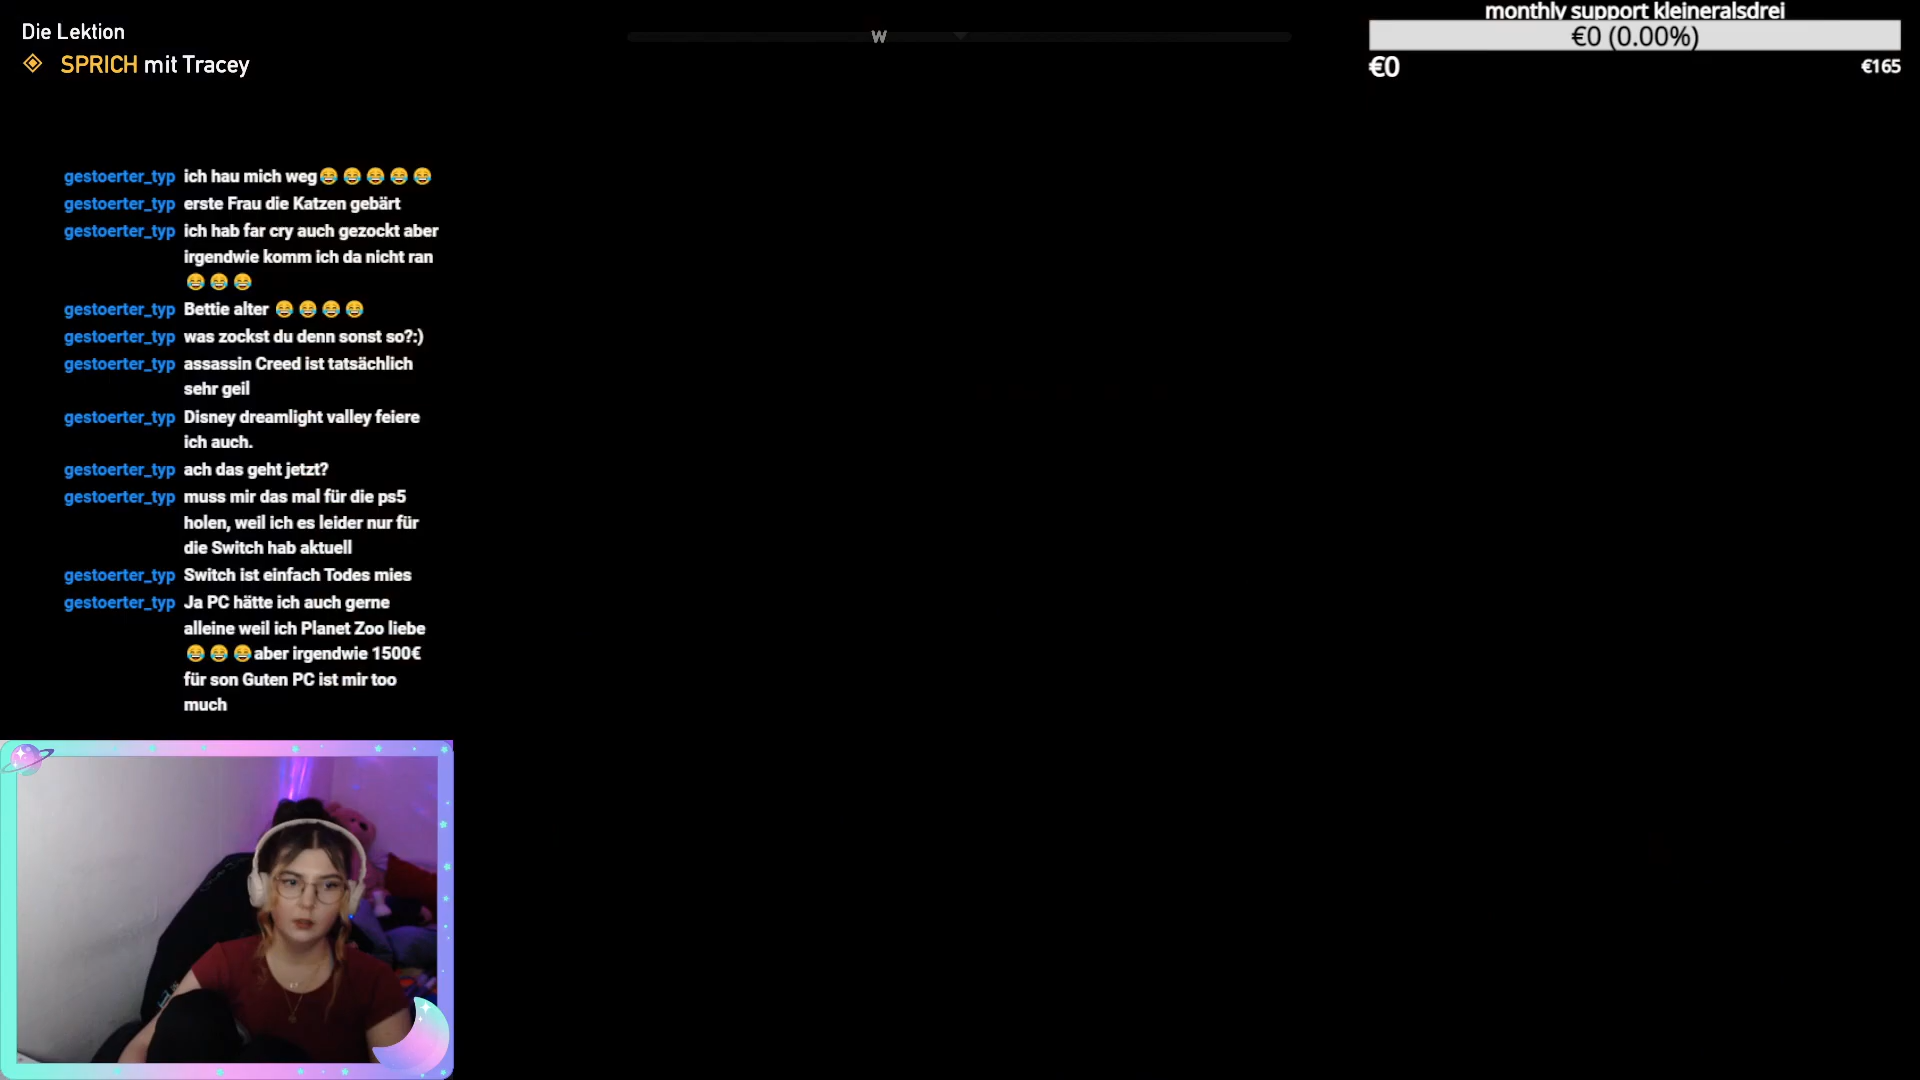 Die Lektion
SPRICH mit Tracey
W
monthly support kleineralsdrei
€0 (0.00%)
€0
€165
gestoerter_typ ich hau mich weg😂😂😂😂😂
gestoerter_typ erste Frau die Katzen gebärt
gestoerter_typ ich hab far cry auch gezockt aber
irgendwie komm ich da nicht ran
😂😂😂
gestoerter_typ Bettie alter 😂😂😂😂
gestoerter_typ was zockst du denn sonst so?:)
gestoerter_typ assassin Creed ist tatsächlich
sehr geil
gestoerter_typ Disney dreamlight valley feiere
ich auch.
gestoerter_typ ach das geht jetzt?
gestoerter_typ muss mir das mal für die ps5
holen, weil ich es leider nur für
die Switch hab aktuell
gestoerter_typ Switch ist einfach Todes mies
gestoerter_typ Ja PC hätte ich auch gerne
alleine weil ich Planet Zoo liebe
😂😂😂aber irgendwie 1500€
für son Guten PC ist mir too
much